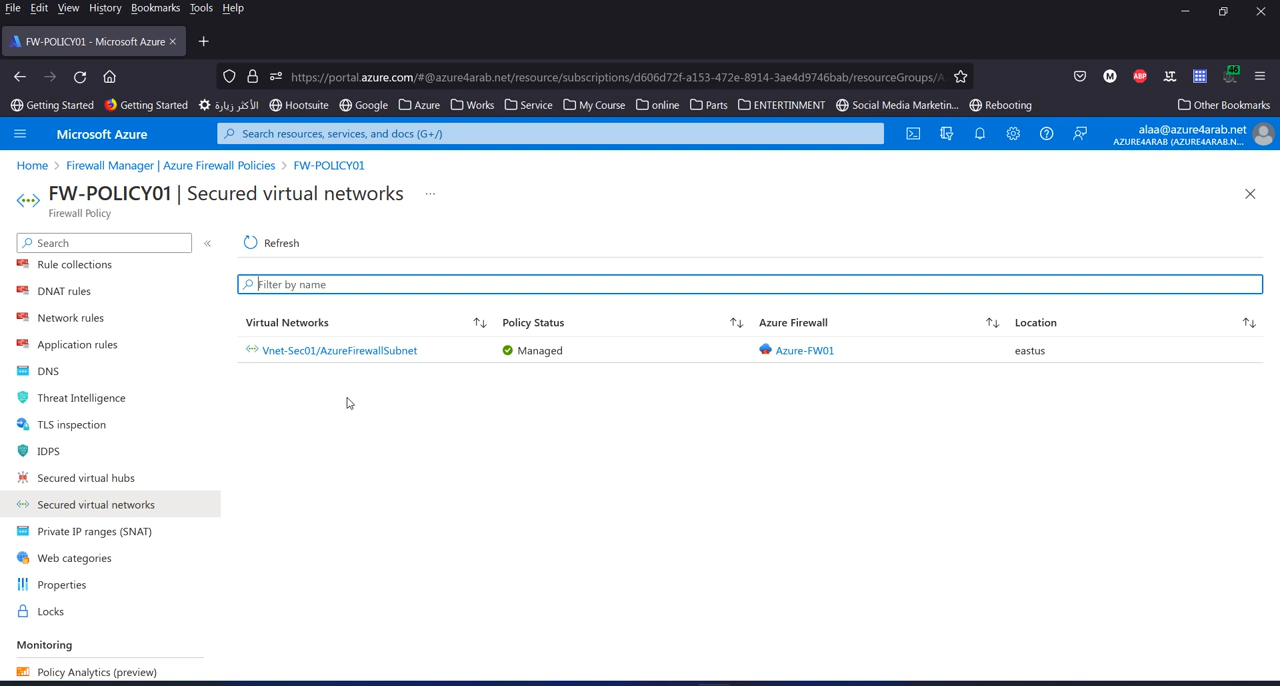 File Edit View History Bookmarks Tools Help
FW-POLICY01 - Microsoft Azure
https://portal.azure.com/#@azure4arab.net/resource/subscriptions/d606d72f-a153-472e-8914-3ae4d9746bab/resourceGroups/A
M ABP LT 46
Getting Started Getting Started الأكثر زيارة Hootsuite Google Azure Works Service My Course online Parts ENTERTINMENT Social Media Marketin... Rebooting Other Bookmarks
Microsoft Azure Search resources, services, and docs (G+/) alaa@azure4arab.net
AZURE4ARAB (AZURE4ARAB.N...
Home > Firewall Manager | Azure Firewall Policies > FW-POLICY01
FW-POLICY01 | Secured virtual networks ...
Firewall Policy
Search
Rule collections
DNAT rules
Network rules
Application rules
DNS
Threat Intelligence
TLS inspection
IDPS
Secured virtual hubs
Secured virtual networks
Private IP ranges (SNAT)
Web categories
Properties
Locks
Monitoring
Policy Analytics (preview)
Refresh
Filter by name
Virtual Networks Policy Status Azure Firewall Location
Vnet-Sec01/AzureFirewallSubnet Managed Azure-FW01 eastus